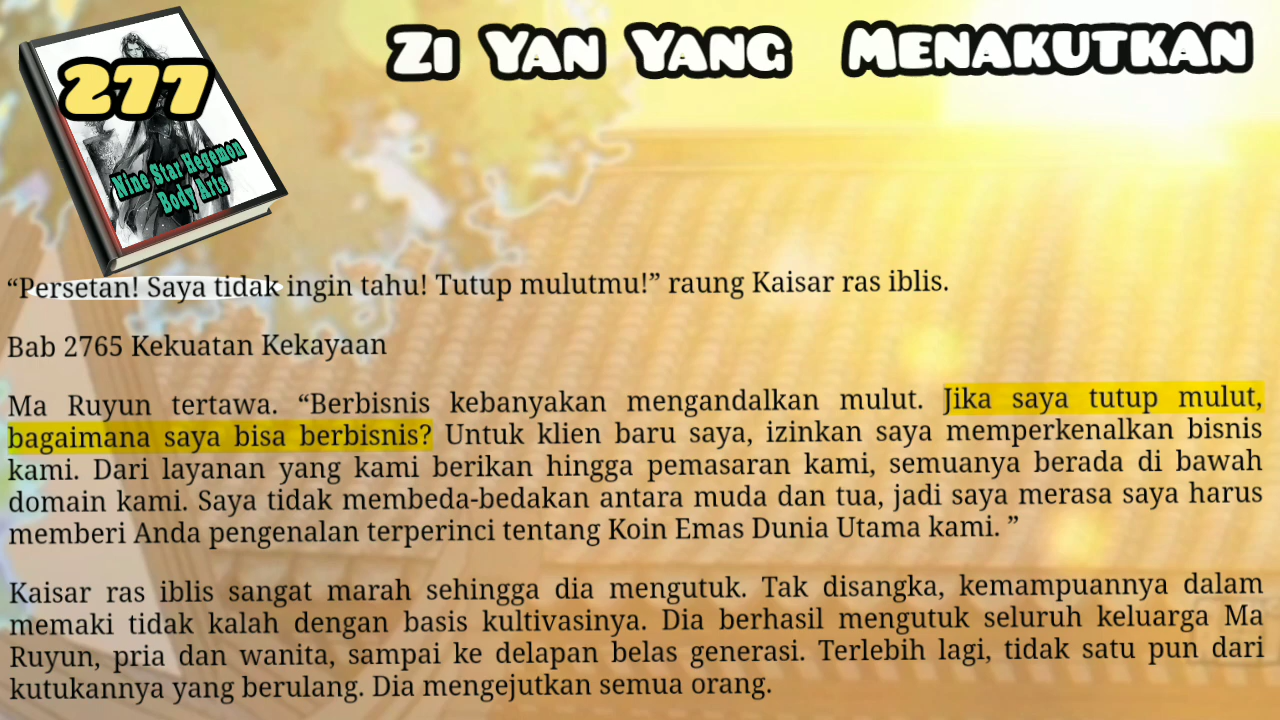 Zi Yan Yang Menakutkan
277
Nine Star Hegemon
Body Arts
“Persetan! Saya tidak ingin tahu! Tutup mulutmu!” raung Kaisar ras iblis.
Bab 2765 Kekuatan Kekayaan
Ma Ruyun tertawa. “Berbisnis kebanyakan mengandalkan mulut. Jika saya tutup mulut,
bagaimana saya bisa berbisnis? Untuk klien baru saya, izinkan saya memperkenalkan bisnis
kami. Dari layanan yang kami berikan hingga pemasaran kami, semuanya berada di bawah
domain kami. Saya tidak membeda-bedakan antara muda dan tua, jadi saya merasa saya harus
memberi Anda pengenalan terperinci tentang Koin Emas Dunia Utama kami. ”
Kaisar ras iblis sangat marah sehingga dia mengutuk. Tak disangka, kemampuannya dalam
memaki tidak kalah dengan basis kultivasinya. Dia berhasil mengutuk seluruh keluarga Ma
Ruyun, pria dan wanita, sampai ke delapan belas generasi. Terlebih lagi, tidak satu pun dari
kutukannya yang berulang. Dia mengejutkan semua orang.